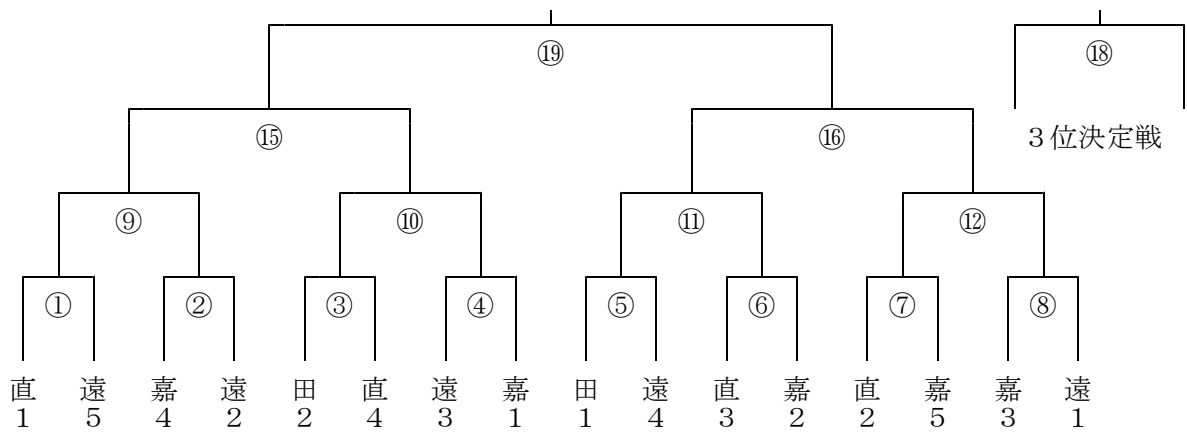 ⑲ ⑱
⑮ ⑯ 3位決定戦
⑨ ⑩ ⑪ ⑫
① ② ③ ④ ⑤ ⑥ ⑦ ⑧
直 遠 嘉 遠 田 直 遠 嘉 田 遠 直 嘉 直 嘉 嘉 遠
1 5 4 2 2 4 3 1 1 4 3 2 2 5 3 1